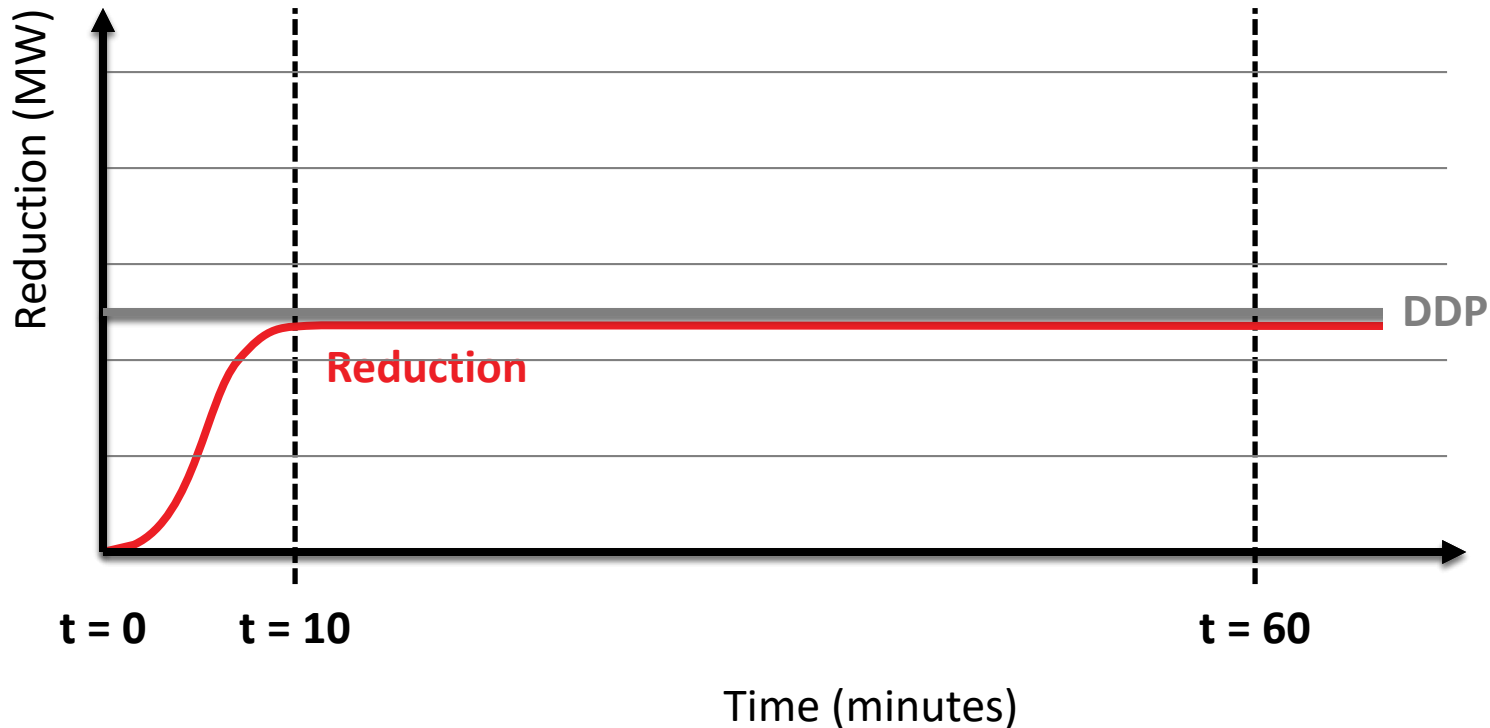 Reduction (MW)
DDP
Reduction
t = 0
t = 10
t = 60
Time (minutes)